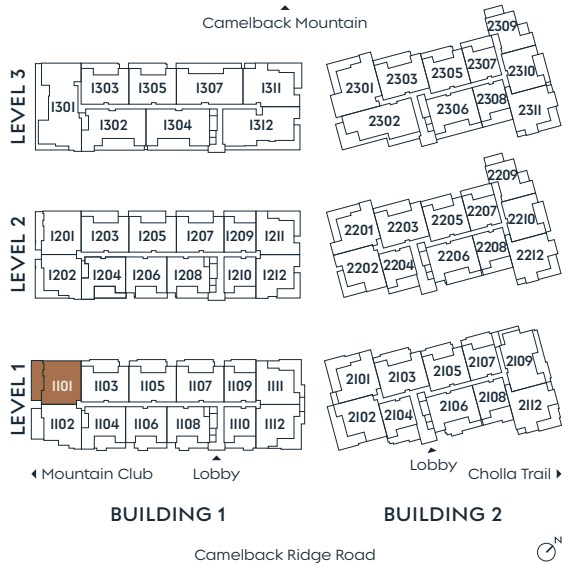 Camelback Mountain
LEVEL 3
1301 1303 1305 1307 1311
1302 1304 1312
2301 2303 2305 2307 2309 2310
2302 2306 2308 2311
LEVEL 2
1201 1203 1205 1207 1209 1211
1202 1204 1206 1208 1210 1212
2201 2203 2205 2207 2209 2210
2202 2204 2206 2208 2212
LEVEL 1
1101 1103 1105 1107 1109 1111
1102 1104 1106 1108 1110 1112
2101 2103 2105 2107 2109
2102 2104 2106 2108 2112
Mountain Club Lobby
Lobby Cholla Trail
BUILDING 1 BUILDING 2
Camelback Ridge Road
N